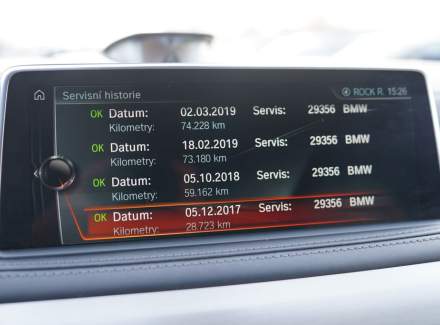 Servisní historie ROCK R. 15:26
OK Datum: 02.03.2019 Servis: 29356 BMW
Kilometry: 74.228 km
OK Datum: 18.02.2019 Servis: 29356 BMW
Kilometry: 73.180 km
OK Datum: 05.10.2018 Servis: 29356 BMW
Kilometry: 59.162 km
OK Datum: 05.12.2017 Servis: 29356 BMW
Kilometry: 28.723 km